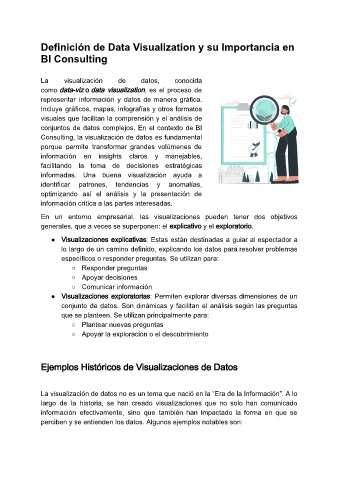 Definición de Data Visualization y su Importancia en
BI Consulting
La visualización de datos, conocida
como data-viz o data visualization, es el proceso de
representar información y datos de manera gráfica.
Incluye gráficos, mapas, infografías y otros formatos
visuales que facilitan la comprensión y el análisis de
conjuntos de datos complejos. En el contexto de BI
Consulting, la visualización de datos es fundamental
porque permite transformar grandes volúmenes de
información en insights claros y manejables,
facilitando la toma de decisiones estratégicas
informadas. Una buena visualización ayuda a
identificar patrones, tendencias y anomalías,
optimizando así el análisis y la presentación de
información crítica a las partes interesadas.
En un entorno empresarial, las visualizaciones pueden tener dos objetivos
generales, que a veces se superponen: el explicativo y el exploratorio.
● Visualizaciones explicativas: Estas están destinadas a guiar al espectador a
lo largo de un camino definido, explicando los datos para resolver problemas
específicos o responder preguntas. Se utilizan para:
○ Responder preguntas
○ Apoyar decisiones
○ Comunicar información
● Visualizaciones exploratorias: Permiten explorar diversas dimensiones de un
conjunto de datos. Son dinámicas y facilitan el análisis según las preguntas
que se planteen. Se utilizan principalmente para:
○ Plantear nuevas preguntas
○ Apoyar la exploración o el descubrimiento
Ejemplos Históricos de Visualizaciones de Datos
La visualización de datos no es un tema que nació en la "Era de la Información". A lo
largo de la historia, se han creado visualizaciones que no solo han comunicado
información efectivamente, sino que también han impactado la forma en que se
perciben y se entienden los datos. Algunos ejemplos notables son: